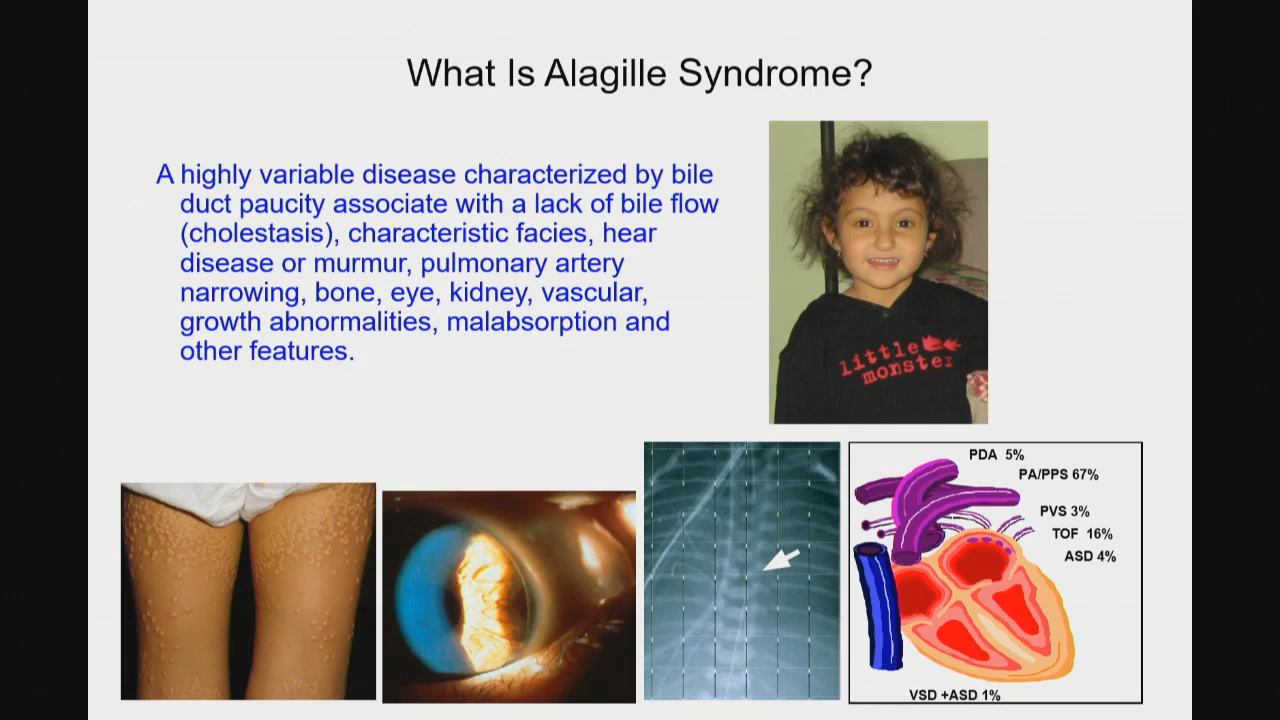 What Is Alagille Syndrome?
A highly variable disease characterized by bile
duct paucity associate with a lack of bile flow
(cholestasis), characteristic facies, hear
disease or murmur, pulmonary artery
narrowing, bone, eye, kidney, vascular,
growth abnormalities, malabsorption and
other features.
little
monster
PDA 5%
PA/PPS 67%
PVS 3%
TOF 16%
ASD 4%
VSD +ASD 1%